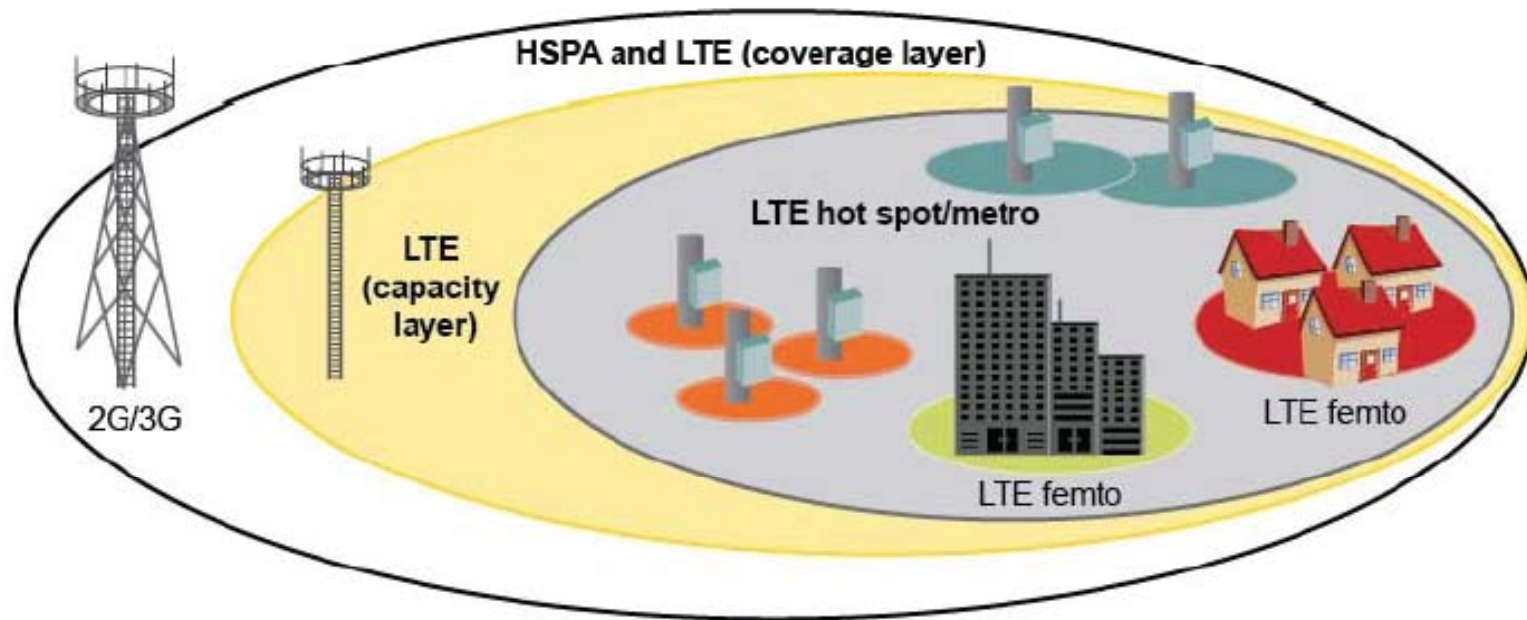 HSPA and LTE (coverage layer)
LTE hot spot/metro
LTE
(capacity
layer)
2G/3G
LTE femto
LTE femto